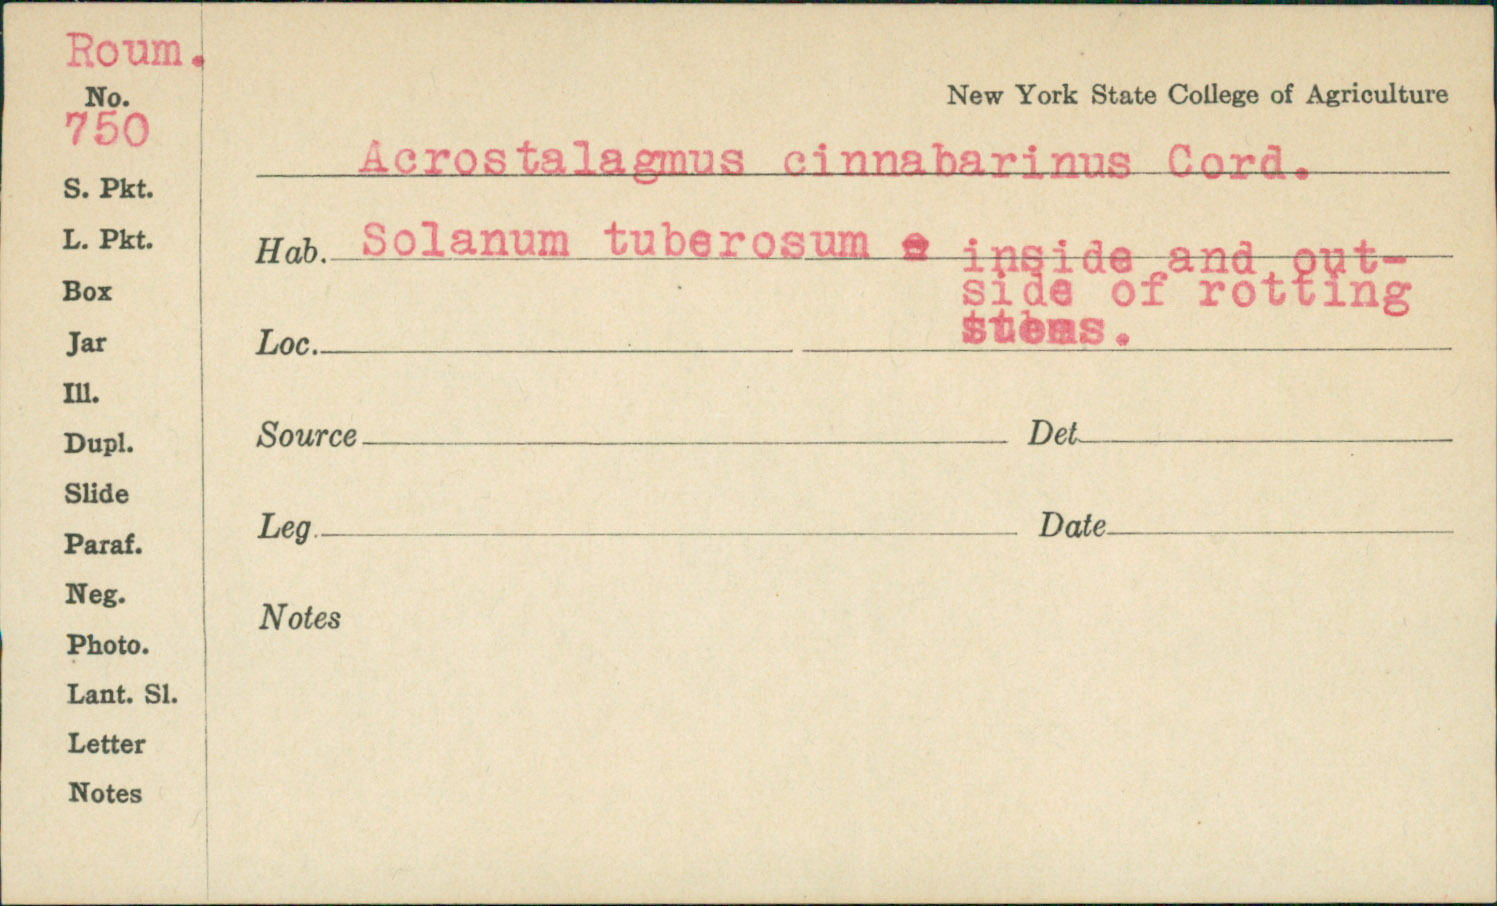 Roum.
No.
750
New York State College of Agriculture
Acrostalagmus cinnabarinus Cord.
S. Pkt.
L. Pkt.
Hab. Solanum tuberosum inside and out-
side of rotting
stems.
Box
Jar
Loc.
Ill.
Dupl.
Source Det
Slide
Leg. Date
Paraf.
Neg.
Notes
Photo.
Lant. Sl.
Letter
Notes